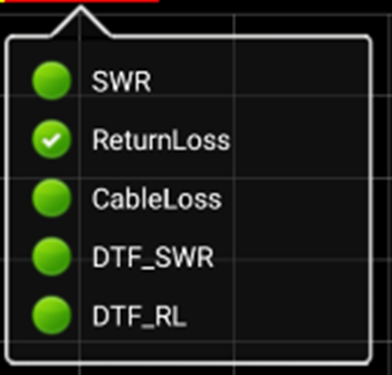 SWR
ReturnLoss
CableLoss
DTF_SWR
DTF_RL